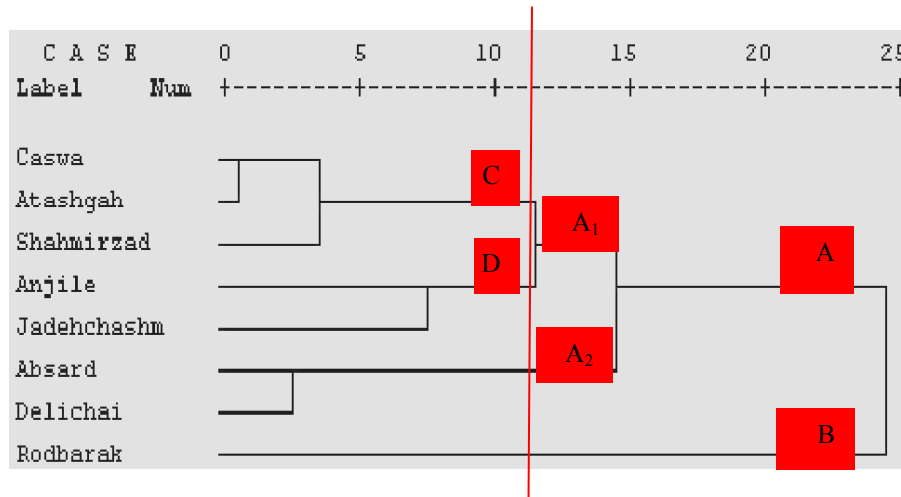 C A S E 0 5 10 15 20 25
Label Num +---------+---------+---------+---------+---------+
Caswa
C
Atashgah
A₁
Shahmirzad
D
A
Anjile
Jadehchashm
A₂
Absard
Delichai
B
Rodbarak